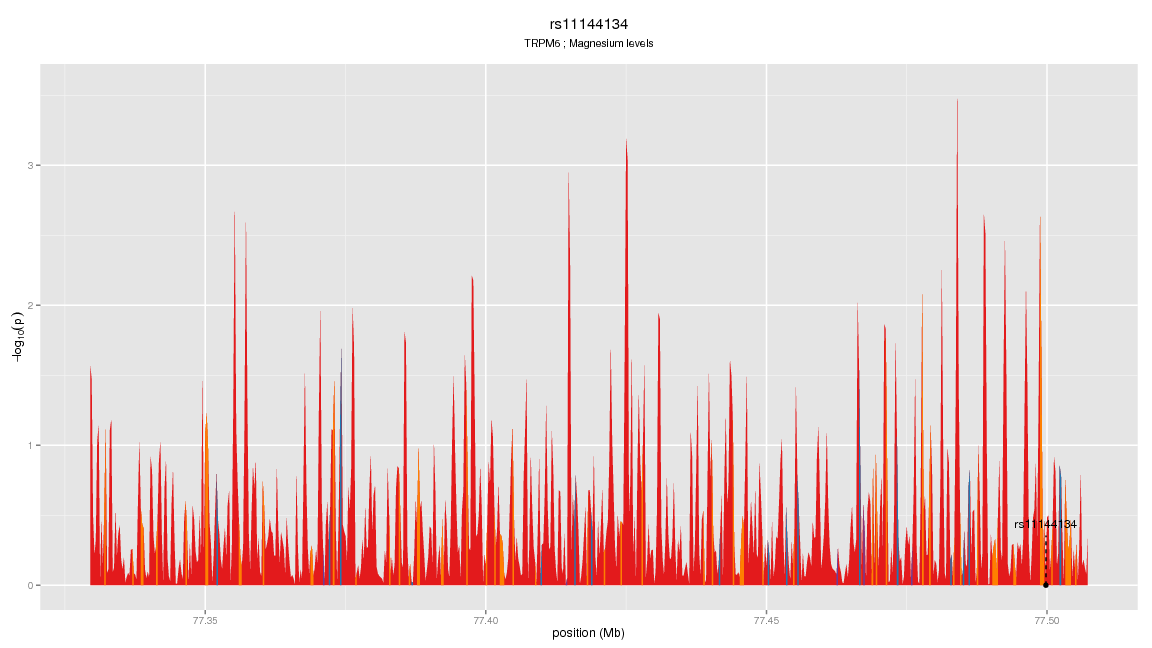 rs11144134
TRPM6 ; Magnesium levels
−log10(p)
3
2
1
0
rs11144134
77.35 77.40 77.45 77.50
position (Mb)